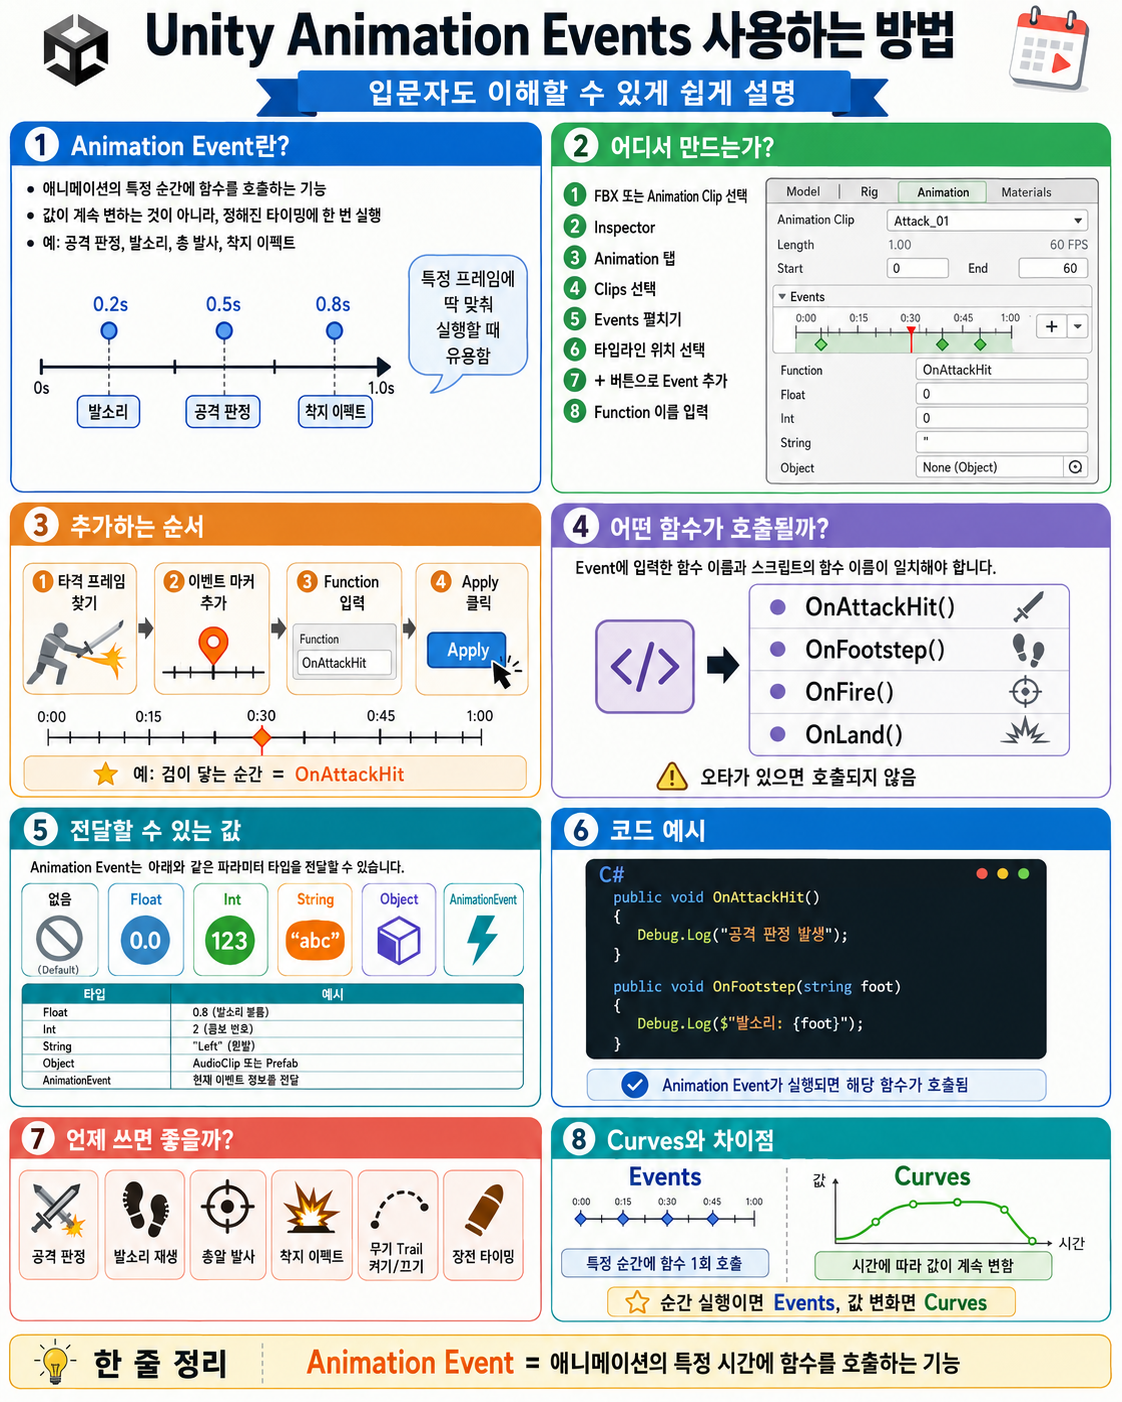 Unity Animation Events 사용하는 방법
입문자도 이해할 수 있게 쉽게 설명
1 Animation Event란?
• 애니메이션의 특정 순간에 함수를 호출하는 기능
• 값이 계속 변하는 것이 아니라, 정해진 타이밍에 한 번 실행
• 예: 공격 판정, 발소리, 총 발사, 착지 이펙트
특정 프레임에
딱 맞춰
실행할 때
유용함
0.2s 0.5s 0.8s
0s 1.0s
발소리 공격 판정 착지 이펙트
2 어디서 만드는가?
1 FBX 또는 Animation Clip 선택
2 Inspector
3 Animation 탭
4 Clips 선택
5 Events 펼치기
6 타임라인 위치 선택
7 + 버튼으로 Event 추가
8 Function 이름 입력
Model | Rig Animation Materials
Animation Clip Attack_01
Length 1.00 60 FPS
Start 0 End 60
Events
0:00 0:15 0:30 0:45 1:00
+
Function OnAttackHit
Float 0
Int 0
String "
Object None (Object)
3 추가하는 순서
1 타격 프레임
찾기
2 이벤트 마커
추가
3 Function
입력
Function
OnAttackHit
4 Apply
클릭
Apply
0:00 0:15 0:30 0:45 1:00
예: 검이 닿는 순간 = OnAttackHit
4 어떤 함수가 호출될까?
Event에 입력한 함수 이름과 스크립트의 함수 이름이 일치해야 합니다.
</>
• OnAttackHit()
• OnFootstep()
• OnFire()
• OnLand()
오타가 있으면 호출되지 않음
5 전달할 수 있는 값
Animation Event는 아래와 같은 파라미터 타입을 전달할 수 있습니다.
없음 Float Int String Object AnimationEvent
0.0 123 “abc”
(Default)
타입 예시
Float 0.8 (발소리 볼륨)
Int 2 (콤보 번호)
String "Left" (왼발)
Object AudioClip 또는 Prefab
AnimationEvent 현재 이벤트 정보를 전달
6 코드 예시
C#
public void OnAttackHit()
{
Debug.Log("공격 판정 발생");
}
public void OnFootstep(string foot)
{
Debug.Log($"발소리: {foot}");
}
Animation Event가 실행되면 해당 함수가 호출됨
7 언제 쓰면 좋을까?
공격 판정
발소리 재생
총알 발사
착지 이펙트
무기 Trail
켜기/끄기
장전 타이밍
8 Curves와 차이점
Events
0:00 0:15 0:30 0:45 1:00
특정 순간에 함수 1회 호출
Curves
값
시간
시간에 따라 값이 계속 변함
순간 실행이면 Events, 값 변화면 Curves
한 줄 정리
Animation Event = 애니메이션의 특정 시간에 함수를 호출하는 기능